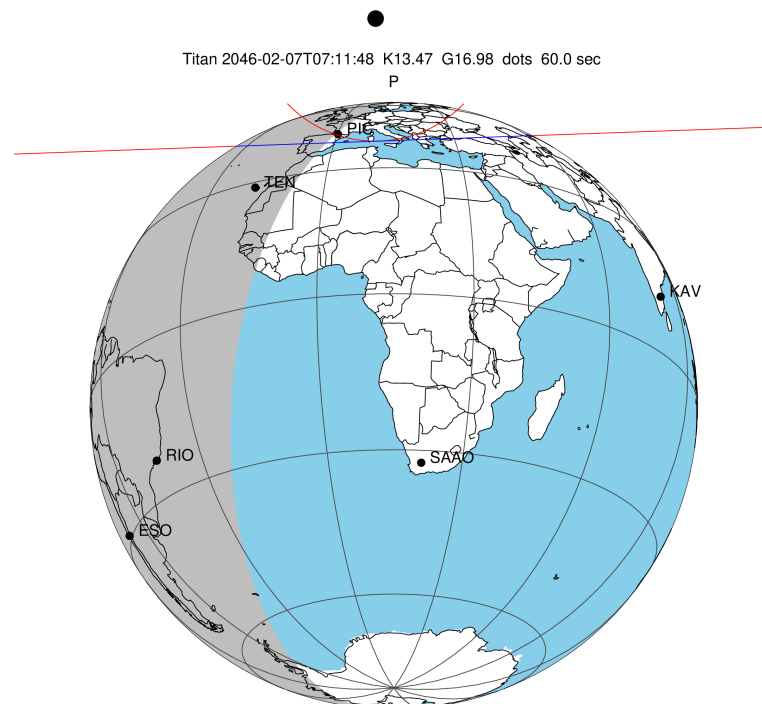 Titan 2046-02-07T07:11:48 K13.47 G16.98 dots 60.0 sec
P
PIC
TEN
KAV
RIO
SAAO
ESO